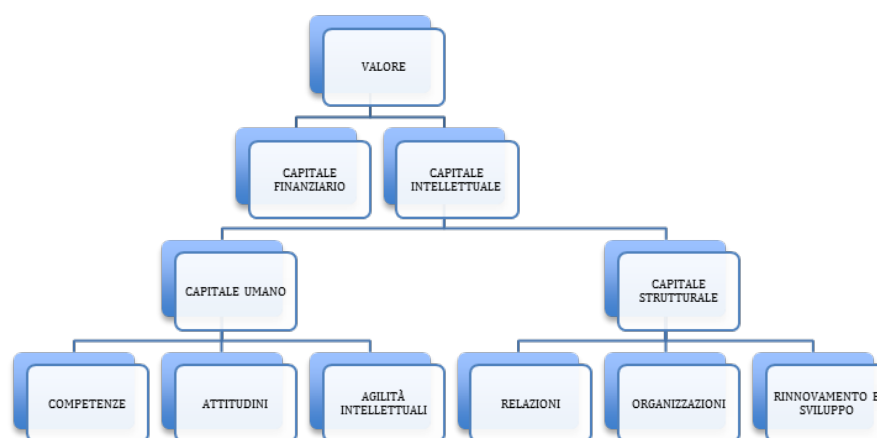 VALORE
CAPITALE
FINANZIARIO
CAPITALE
INTELLETTUALE
CAPITALE UMANO
CAPITALE
STRUTTURALE
COMPETENZE
ATTITUDINI
AGILITÀ
INTELLETTUALI
RELAZIONI
ORGANIZZAZIONI
RINNOVAMENTO E
SVILUPPO